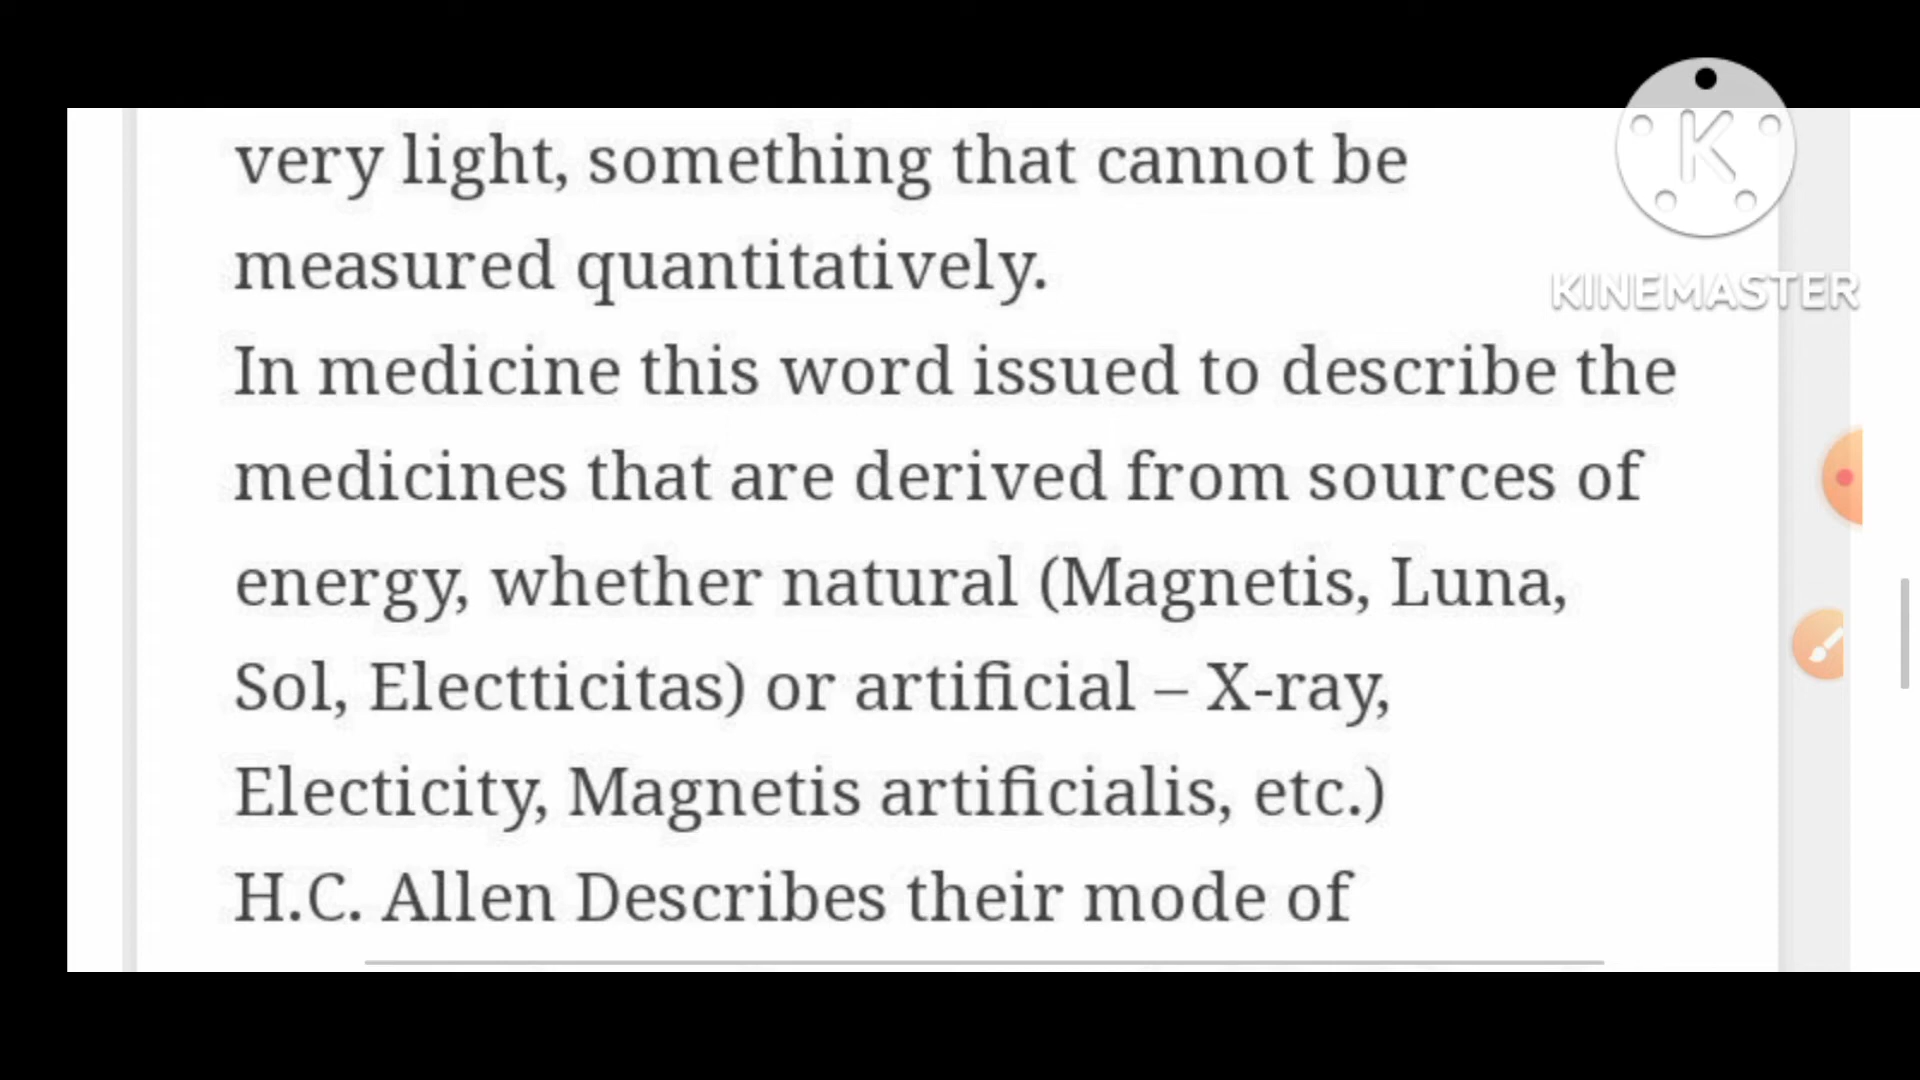 very light, something that cannot be
measured quantitatively.
In medicine this word issued to describe the
medicines that are derived from sources of
energy, whether natural (Magnetis, Luna,
Sol, Electticitas) or artificial – X-ray,
Electicity, Magnetis artificialis, etc.)
H.C. Allen Describes their mode of
K
KINEMASTER